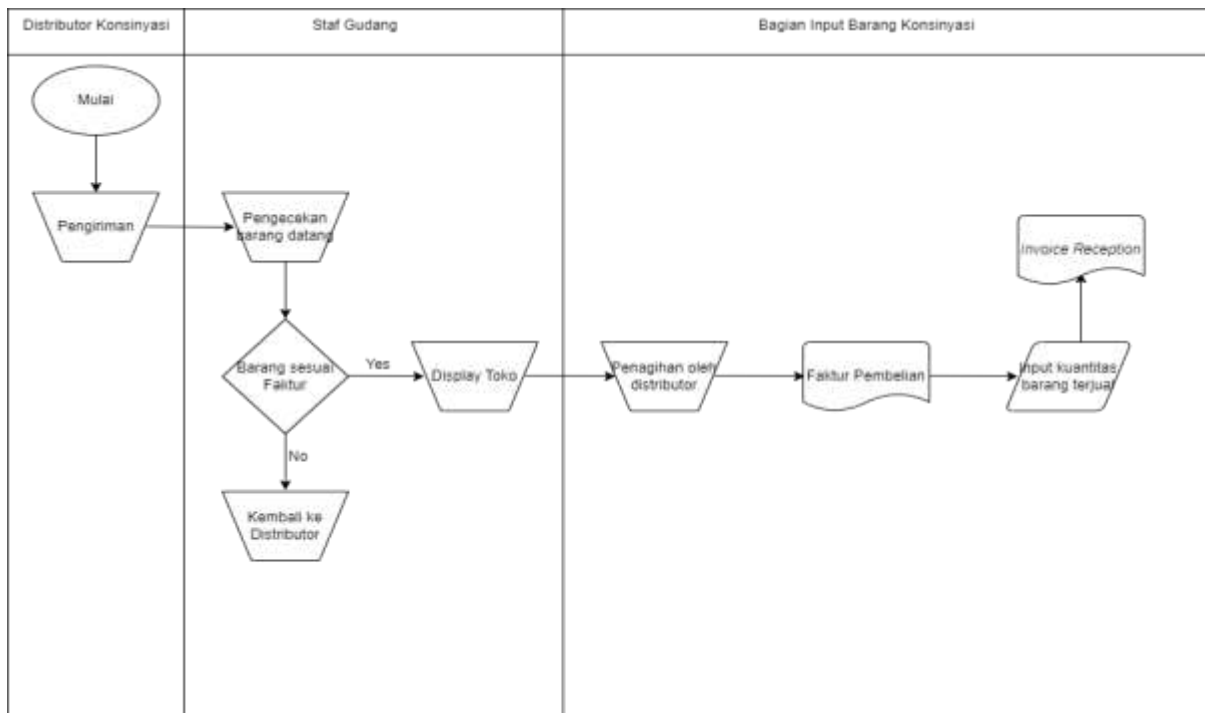 Distributor Konsinyasi
Staf Gudang
Bagian Input Barang Konsinyasi
Mulai
Pengiriman
Pengecekan
barang datang
Invoice Reception
Barang sesuai
Faktur
Yes
Display Toko
Penagihan oleh
distributor
Faktur Pembelian
Input kuantitas
barang terjual
No
Kembali ke
Distributor